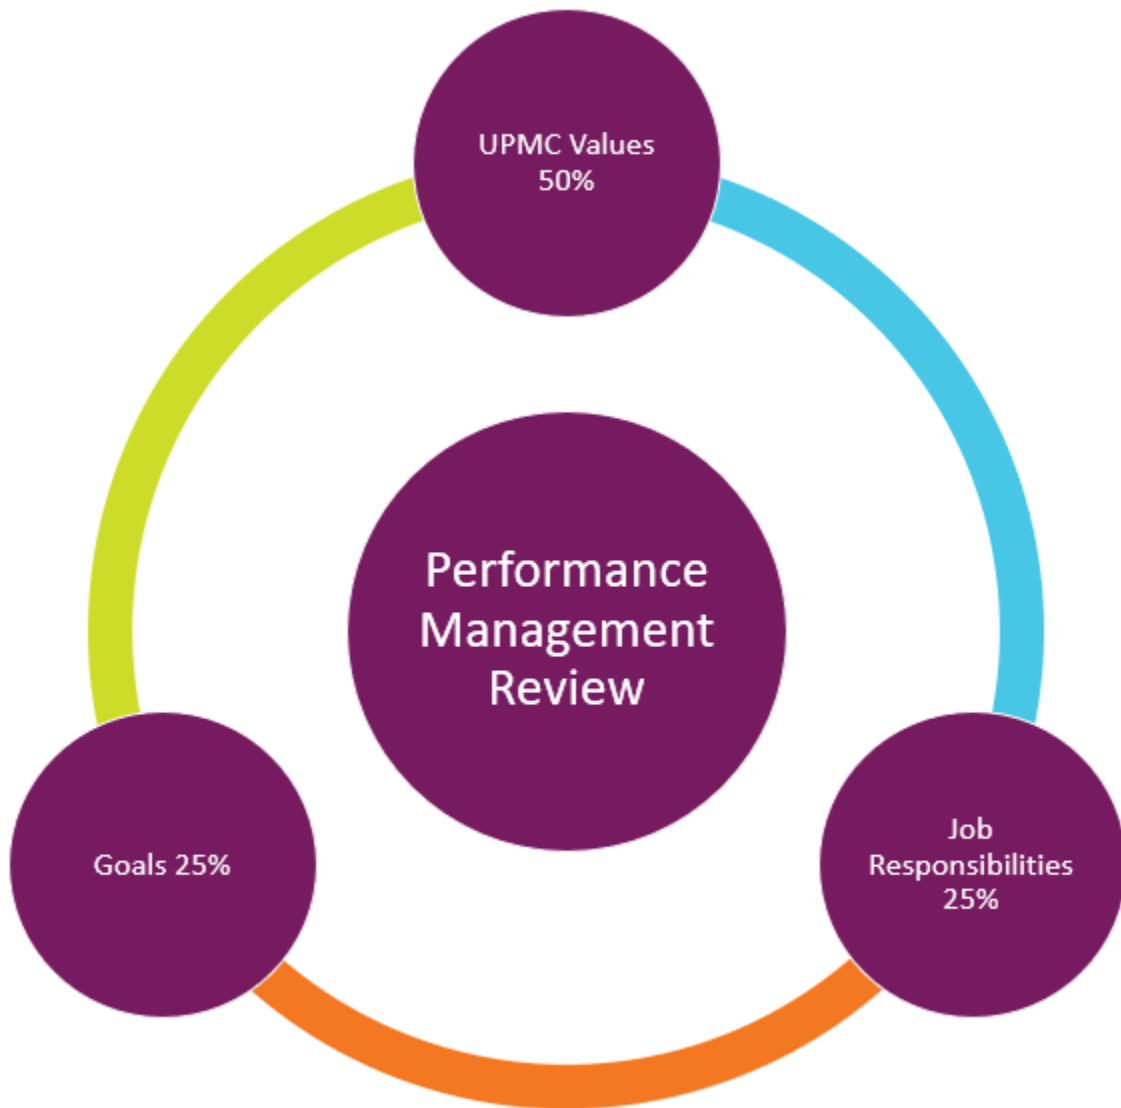 UPMC Values
50%
Performance
Management
Review
Goals 25%
Job
Responsibilities
25%